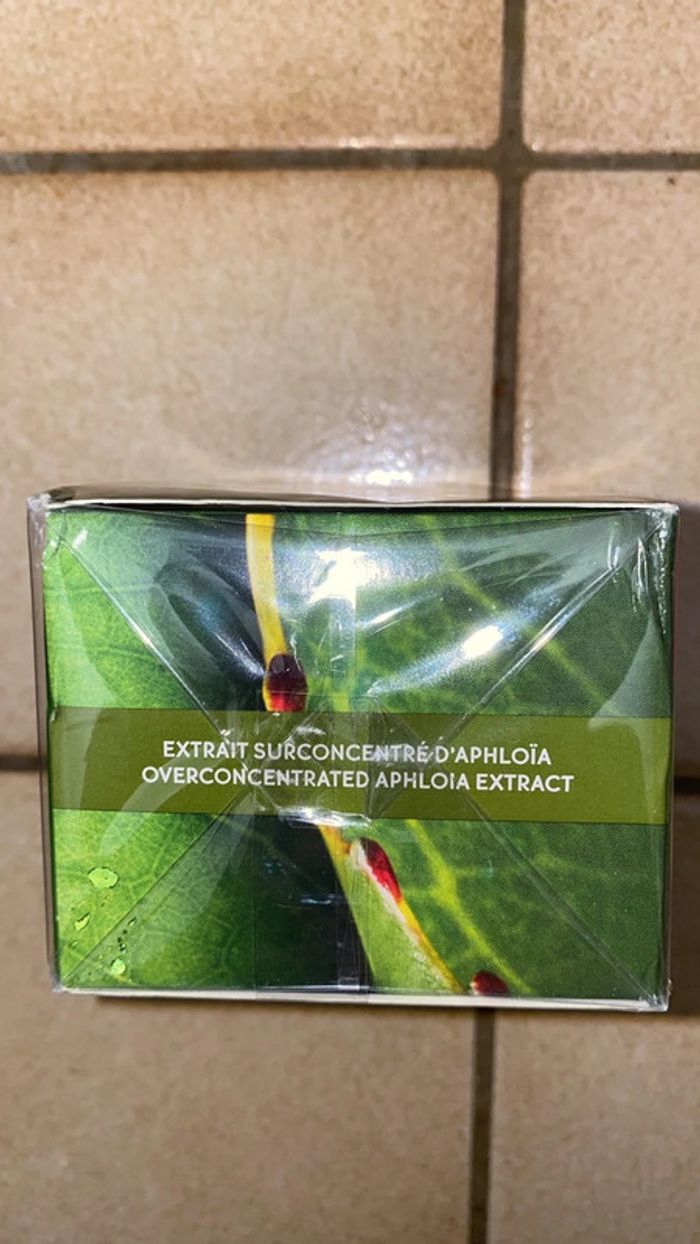 EXTRAIT SURCONCENTRÉ D'APHLOÏA
OVERCONCENTRATED APHLOIA EXTRACT